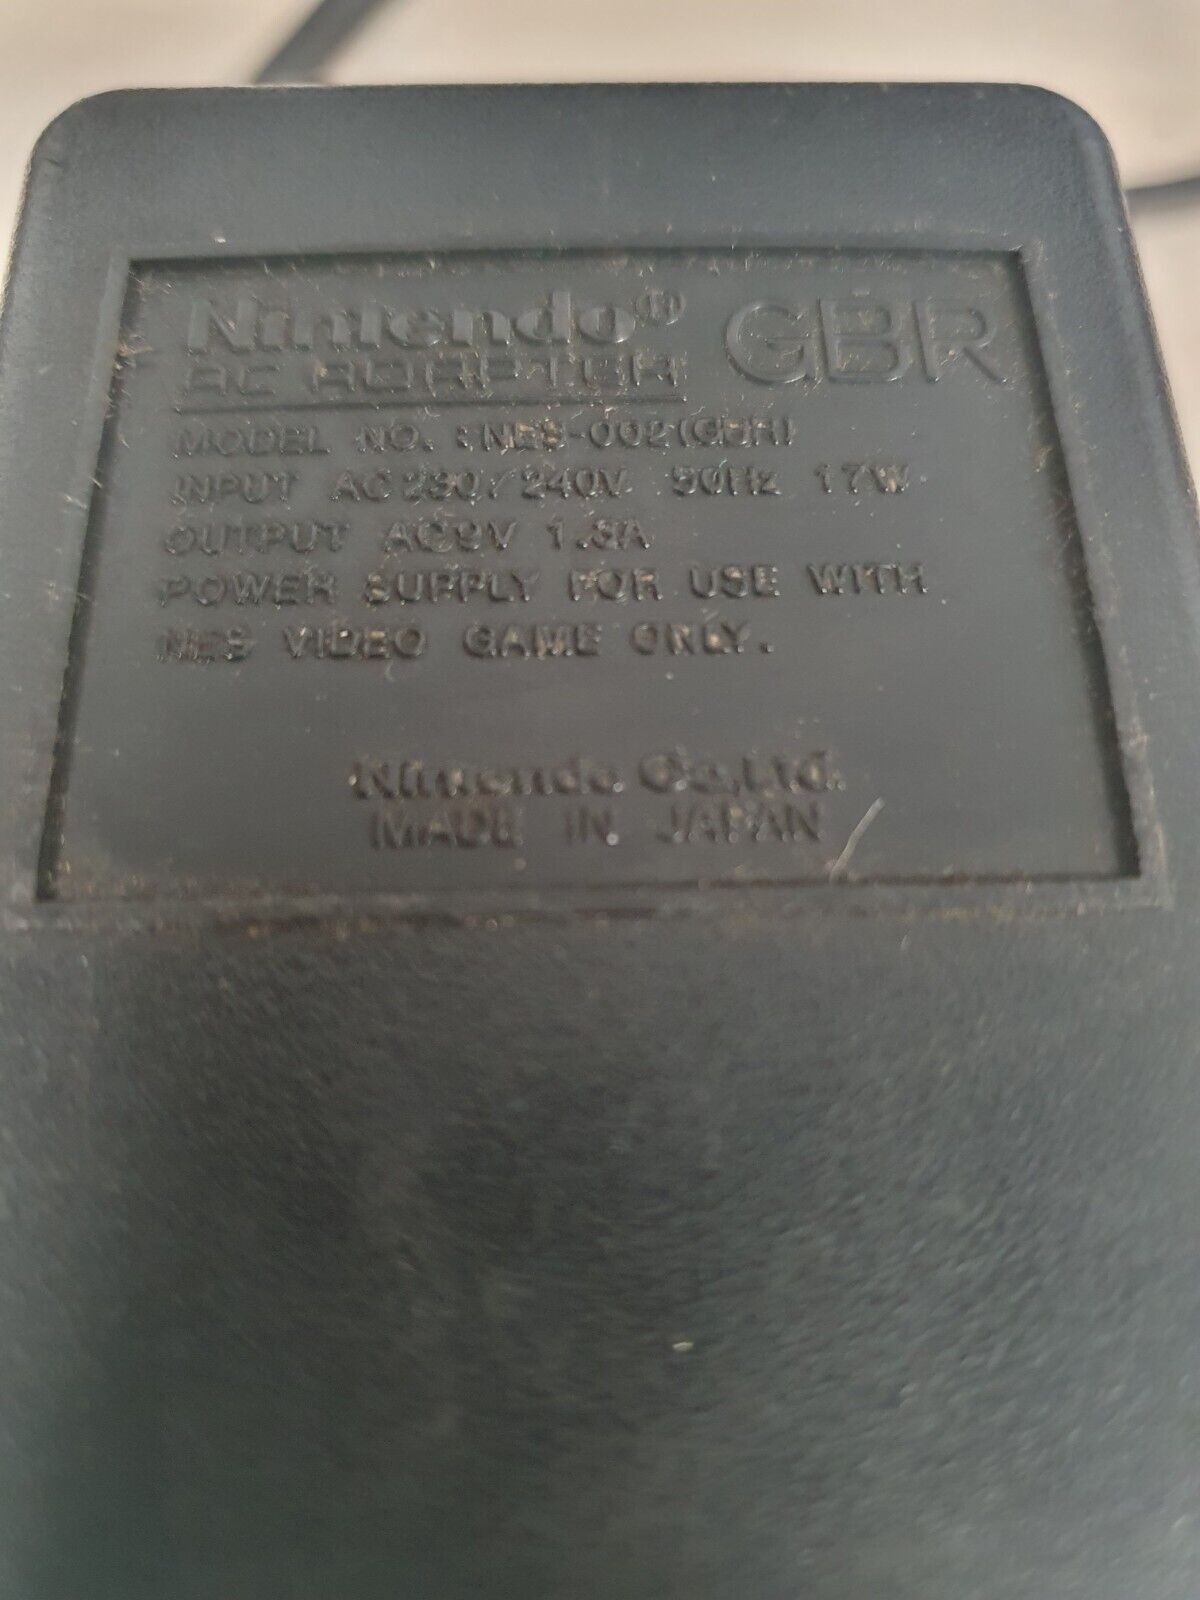 Nintendo® GBR
AC ADAPTER
MODEL NO. : NES-002(GBR)
INPUT AC 230/240V 50Hz 17W
OUTPUT AC9V 1.3A
POWER SUPPLY FOR USE WITH
NES VIDEO GAME ONLY.
Nintendo Co.,Ltd.
MADE IN JAPAN